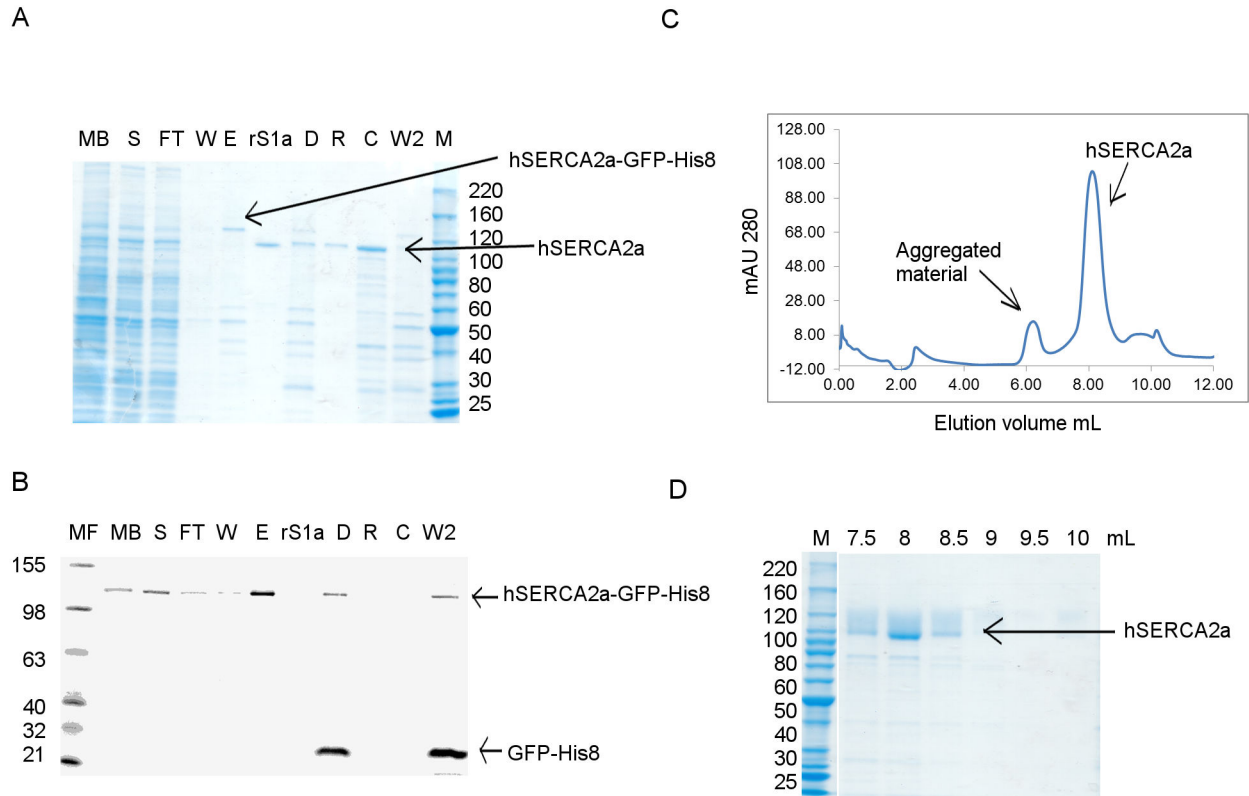 A
MB S FT W E rS1a D R C W2 M
hSERCA2a-GFP-His8
hSERCA2a
220
160
120
100
80
60
50
40
30
25
B
MF MB S FT W E rS1a D R C W2
155
98
63
40
32
21
hSERCA2a-GFP-His8
GFP-His8
C
mAU 280
128.00
108.00
88.00
68.00
48.00
28.00
8.00
-12.00
hSERCA2a
Aggregated
material
0.00 2.00 4.00 6.00 8.00 10.00 12.00
Elution volume mL
D
M 7.5 8 8.5 9 9.5 10 mL
220
160
120
100
80
60
50
40
30
25
hSERCA2a